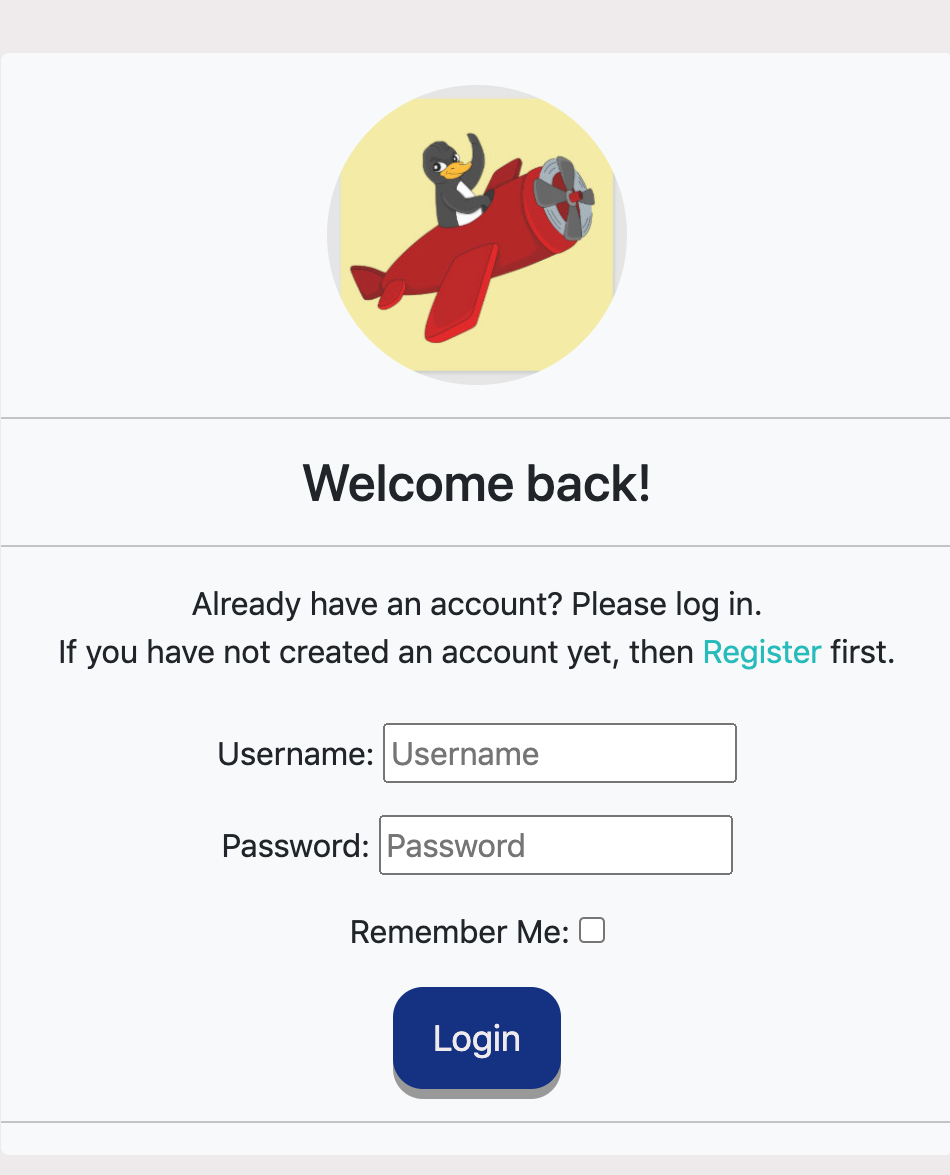 Welcome back!
Already have an account? Please log in.
If you have not created an account yet, then Register first.
Username: Username
Password: Password
Remember Me:
Login